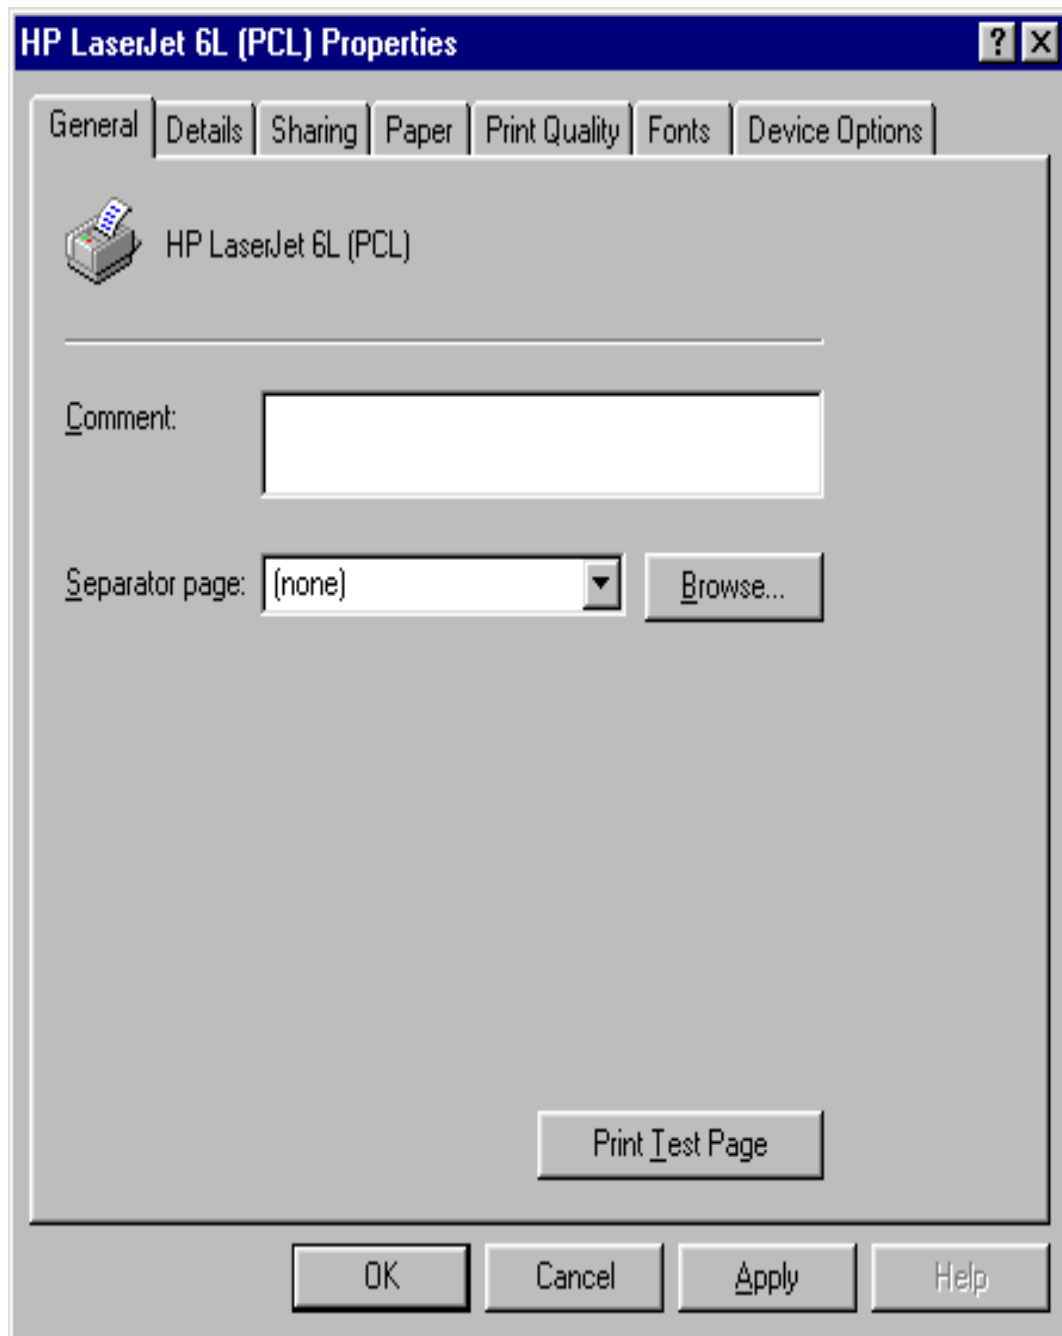 HP LaserJet 6L (PCL) Properties
General Details Sharing Paper Print Quality Fonts Device Options
HP LaserJet 6L (PCL)
Comment:
Separator page: (none) Browse...
Print Test Page
OK Cancel Apply Help